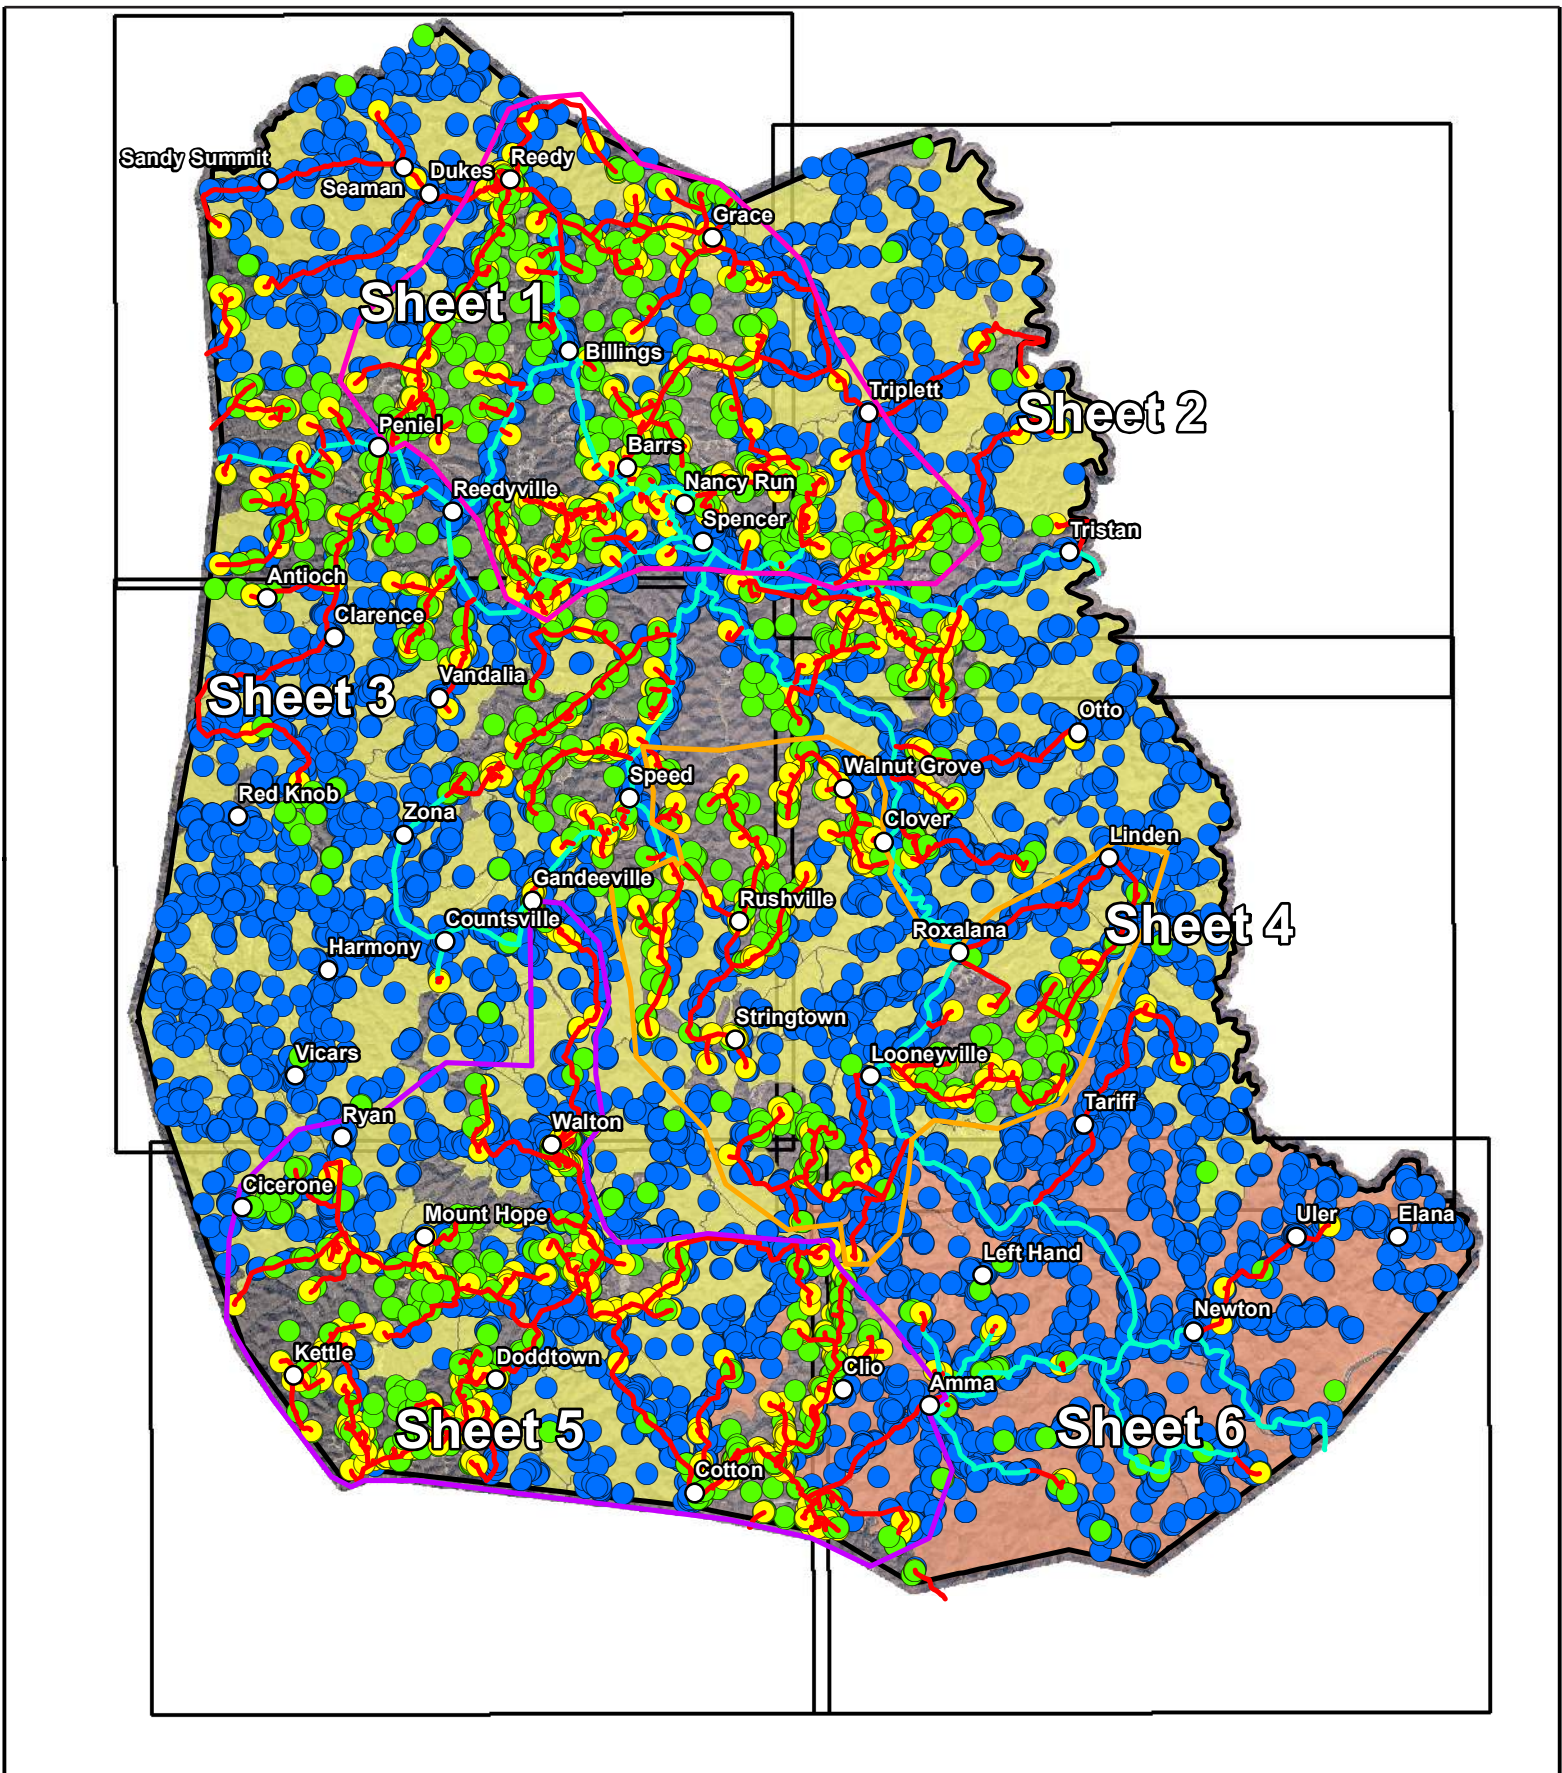 Sandy Summit
Seaman
Dukes
Reedy
Grace
Sheet 1
Billings
Triplett
Sheet 2
Peniel
Barrs
Reedyville
Nancy Run
Spencer
Tristan
Antioch
Clarence
Vandalia
Sheet 3
Otto
Speed
Walnut Grove
Red Knob
Zona
Clover
Linden
Gandeeville
Rushville
Countsville
Sheet 4
Roxalana
Harmony
Stringtown
Vicars
Looneyville
Ryan
Walton
Tariff
Cicerone
Mount Hope
Uler
Elana
Left Hand
Newton
Kettle
Doddtown
Clio
Amma
Sheet 5
Sheet 6
Cotton